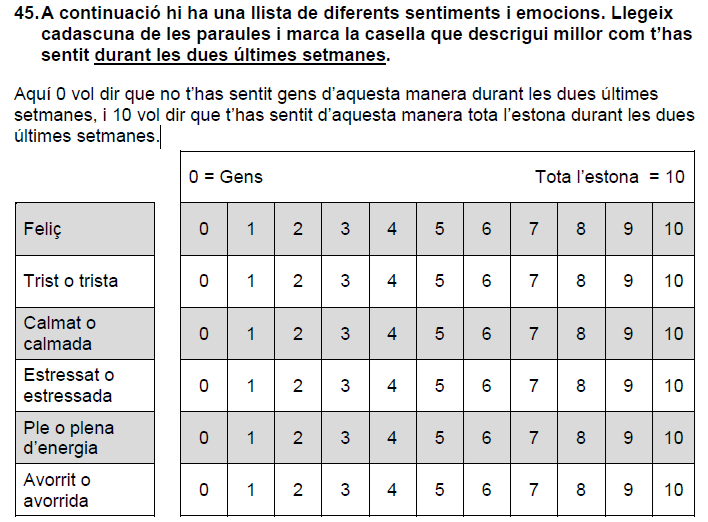 45. A continuació hi ha una llista de diferents sentiments i emocions. Llegeix
cadascuna de les paraules i marca la casella que descrigui millor com t'has
sentit durant les dues últimes setmanes.
Aquí 0 vol dir que no t'has sentit gens d'aquesta manera durant les dues últimes
setmanes, i 10 vol dir que t'has sentit d'aquesta manera tota l'estona durant les dues
últimes setmanes.
0 = Gens Tota l'estona = 10
Feliç 0 1 2 3 4 5 6 7 8 9 10
Trist o trista 0 1 2 3 4 5 6 7 8 9 10
Calmat o
calmada 0 1 2 3 4 5 6 7 8 9 10
Estressat o
estressada 0 1 2 3 4 5 6 7 8 9 10
Ple o plena
d'energia 0 1 2 3 4 5 6 7 8 9 10
Avorrit o
avorrida 0 1 2 3 4 5 6 7 8 9 10